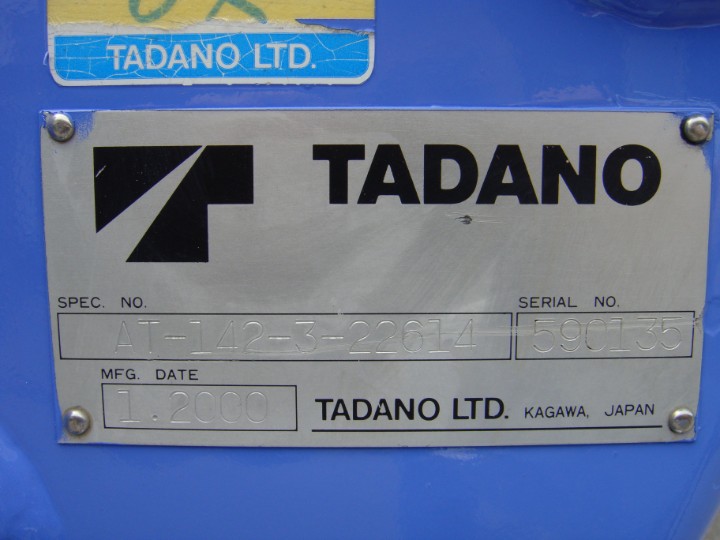 TADANO LTD.
TADANO
SPEC. NO. SERIAL NO.
AT-142-3-22614 590135
MFG. DATE
1.2000 TADANO LTD. KAGAWA, JAPAN